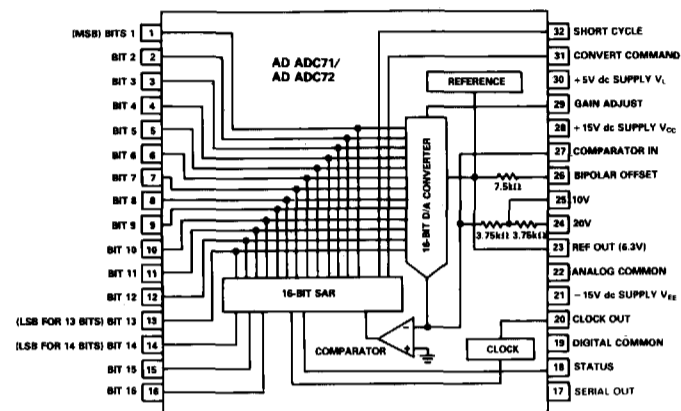 (MSB) BITS 1 1
BIT 2 2
BIT 3 3
BIT 4 4
BIT 5 5
BIT 6 6
BIT 7 7
BIT 8 8
BIT 9 9
BIT 10 10
BIT 11 11
BIT 12 12
(LSB FOR 13 BITS) BIT 13 13
(LSB FOR 14 BITS) BIT 14 14
BIT 15 15
BIT 16 16
AD ADC71/
AD ADC72
REFERENCE
16-BIT D/A CONVERTER
7.5kΩ
3.75kΩ 3.75kΩ
16-BIT SAR
COMPARATOR
−
+
CLOCK
32 SHORT CYCLE
31 CONVERT COMMAND
30 +5V dc SUPPLY VL
29 GAIN ADJUST
28 +15V dc SUPPLY VCC
27 COMPARATOR IN
26 BIPOLAR OFFSET
25 10V
24 20V
23 REF OUT (6.3V)
22 ANALOG COMMON
21 −15V dc SUPPLY VEE
20 CLOCK OUT
19 DIGITAL COMMON
18 STATUS
17 SERIAL OUT